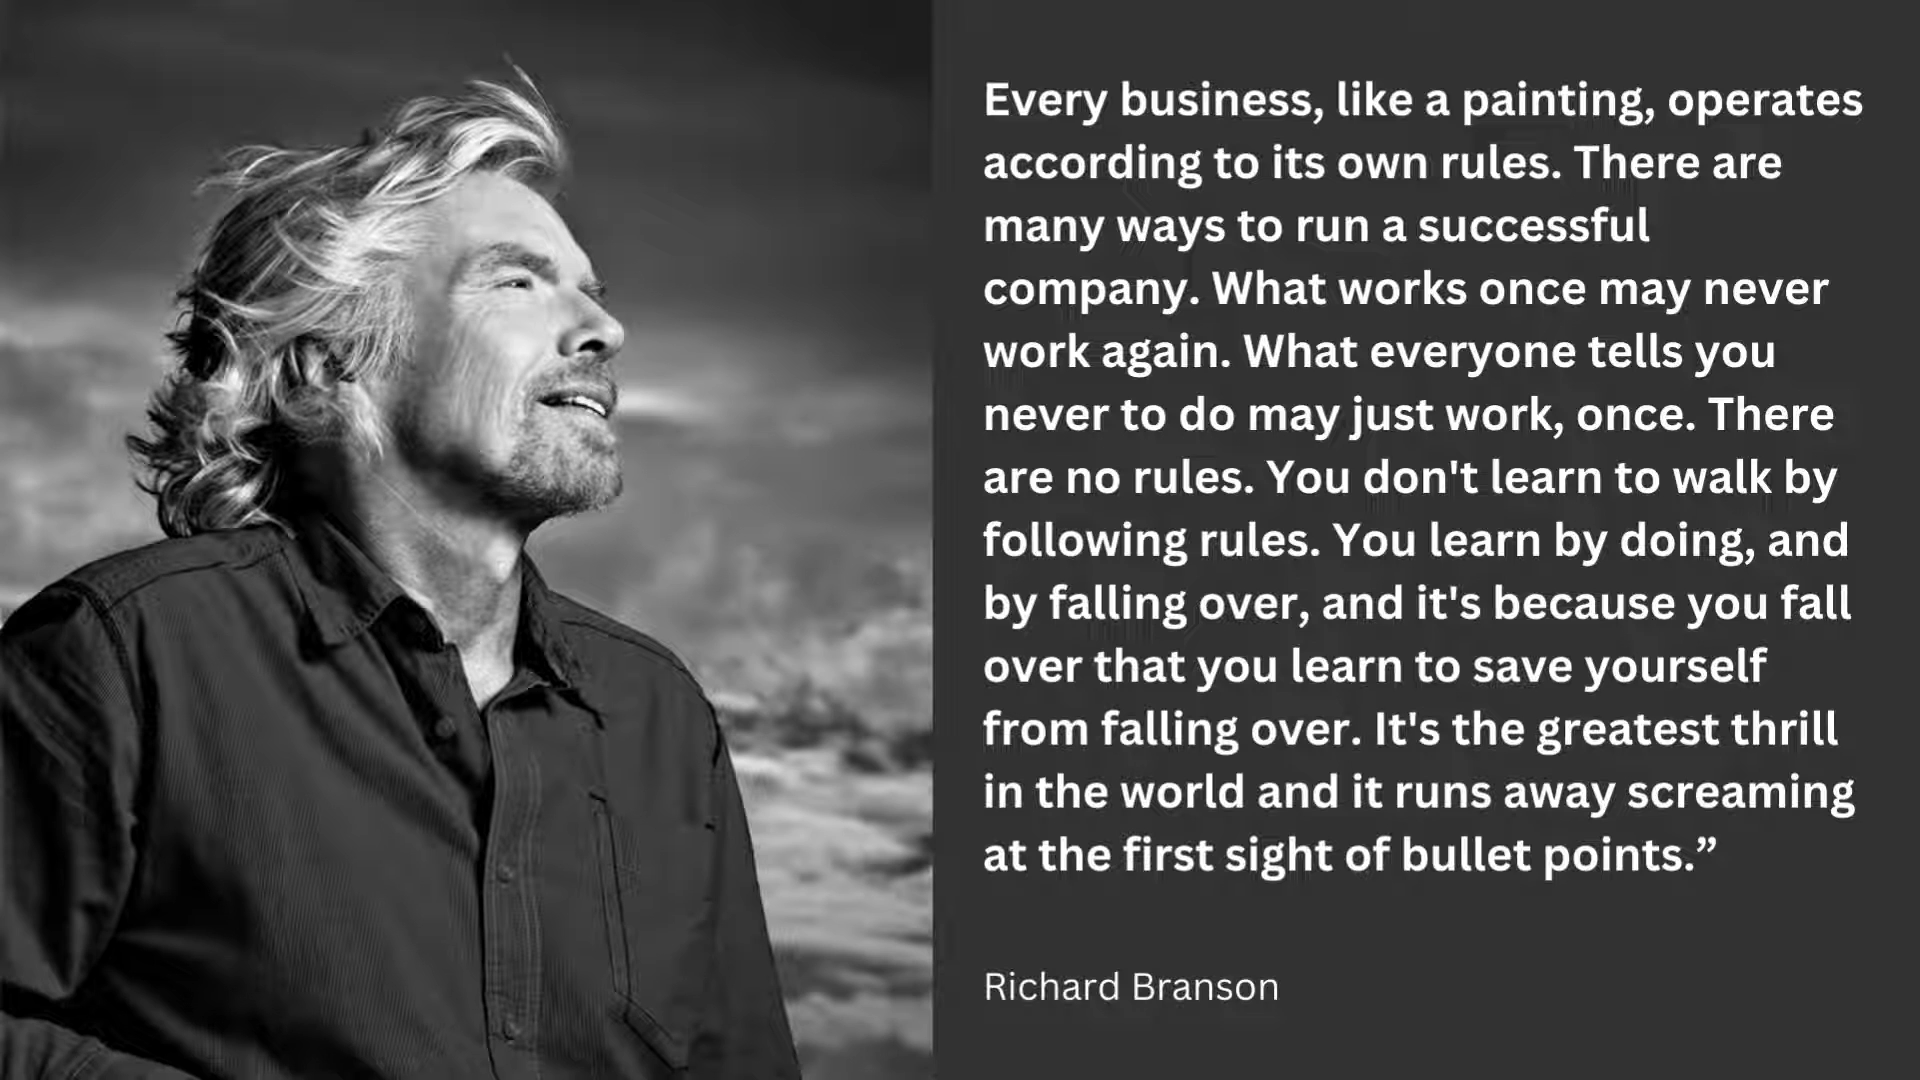 Every business, like a painting, operates
according to its own rules. There are
many ways to run a successful
company. What works once may never
work again. What everyone tells you
never to do may just work, once. There
are no rules. You don't learn to walk by
following rules. You learn by doing, and
by falling over, and it's because you fall
over that you learn to save yourself
from falling over. It's the greatest thrill
in the world and it runs away screaming
at the first sight of bullet points.”
Richard Branson